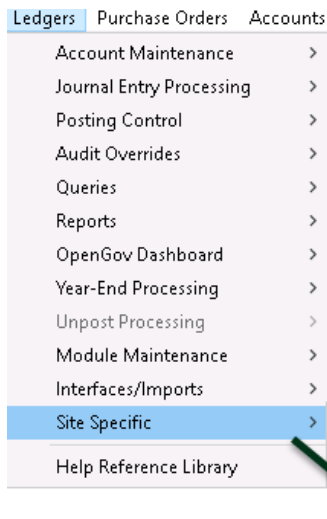 Ledgers Purchase Orders Accounts
Account Maintenance
Journal Entry Processing
Posting Control
Audit Overrides
Queries
Reports
OpenGov Dashboard
Year-End Processing
Unpost Processing
Module Maintenance
Interfaces/Imports
Site Specific
Help Reference Library